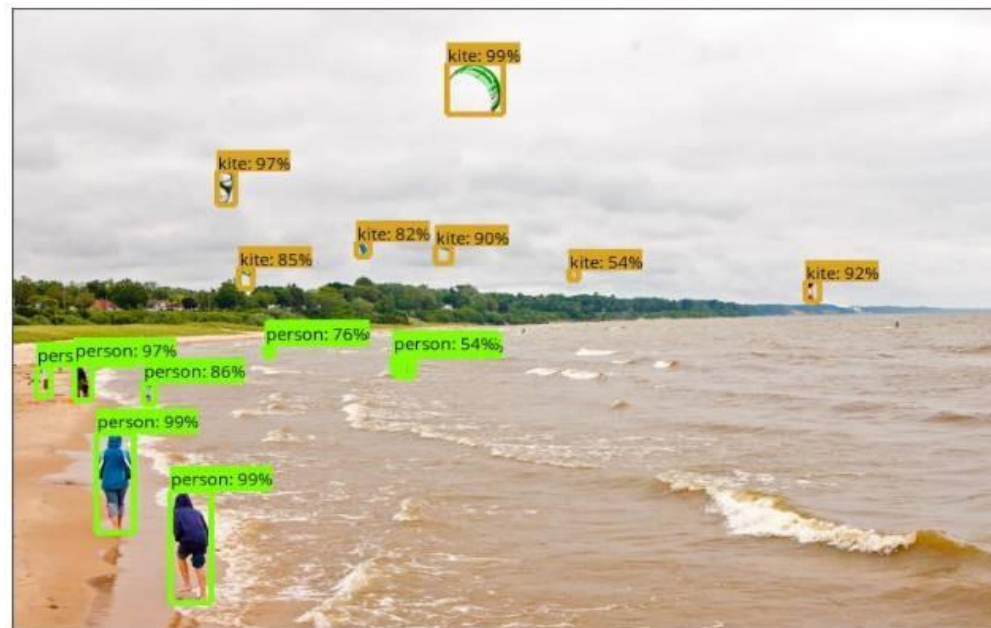 kite: 99%
kite: 97%
kite: 82%
kite: 90%
kite: 85%
kite: 54%
kite: 92%
person: 76%
person: 54%
pers
person: 97%
person: 86%
person: 99%
person: 99%